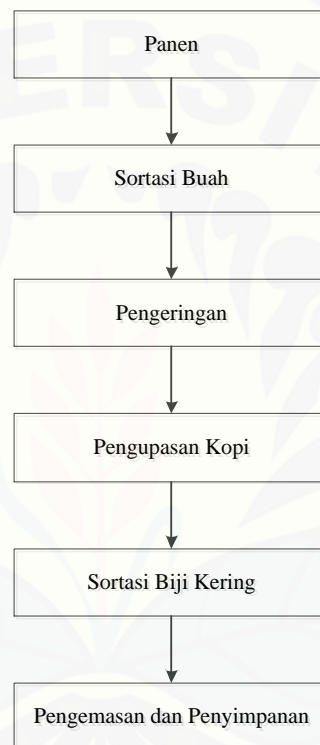 Panen
Sortasi Buah
Pengeringan
Pengupasan Kopi
Sortasi Biji Kering
Pengemasan dan Penyimpanan